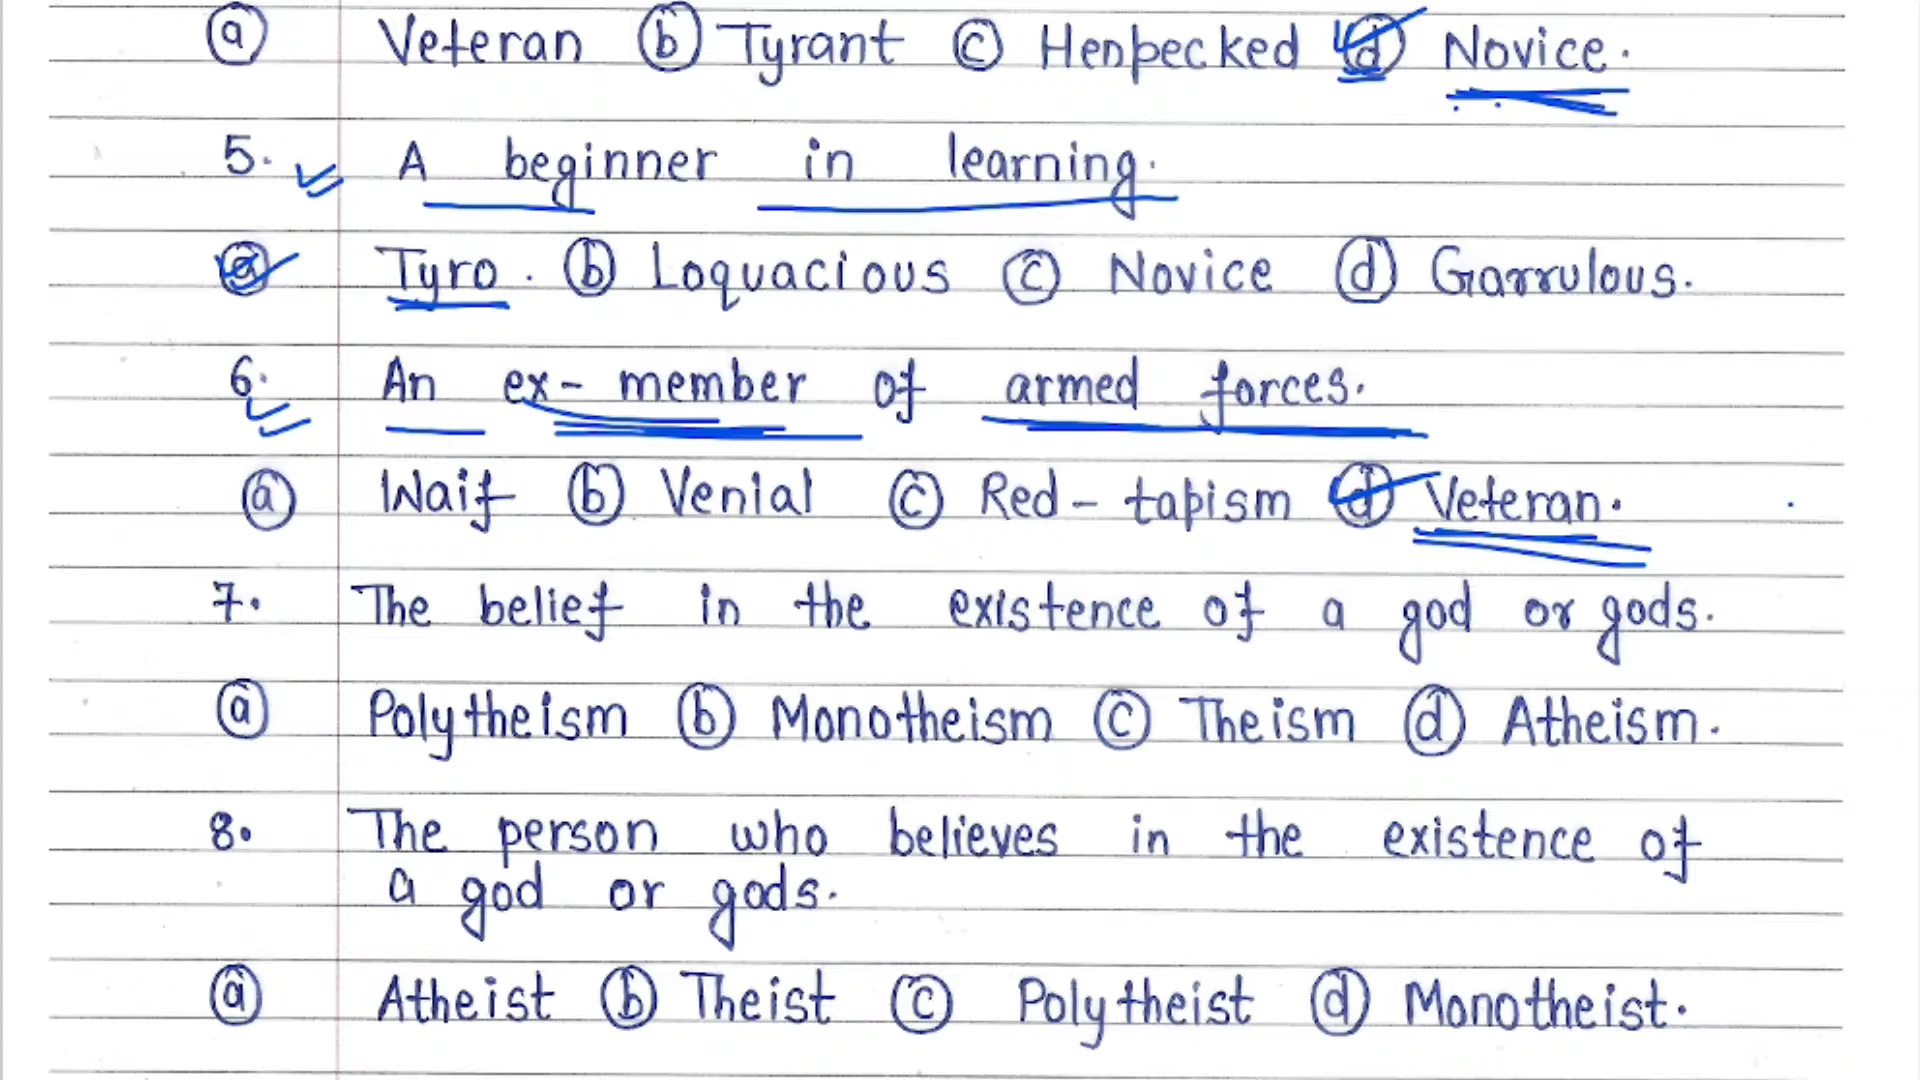 ⓐ Veteran ⓑ Tyrant ⓒ Henpecked ⓓ Novice.
5. A beginner in learning.
ⓐ Tyro. ⓑ Loquacious ⓒ Novice ⓓ Garrulous.
6. An ex-member of armed forces.
ⓐ Waif ⓑ Venial ⓒ Red-tapism ⓓ Veteran.
7. The belief in the existence of a god or gods.
ⓐ Polytheism ⓑ Monotheism ⓒ Theism ⓓ Atheism.
8. The person who believes in the existence of
a god or gods.
ⓐ Atheist ⓑ Theist ⓒ Polytheist ⓓ Monotheist.